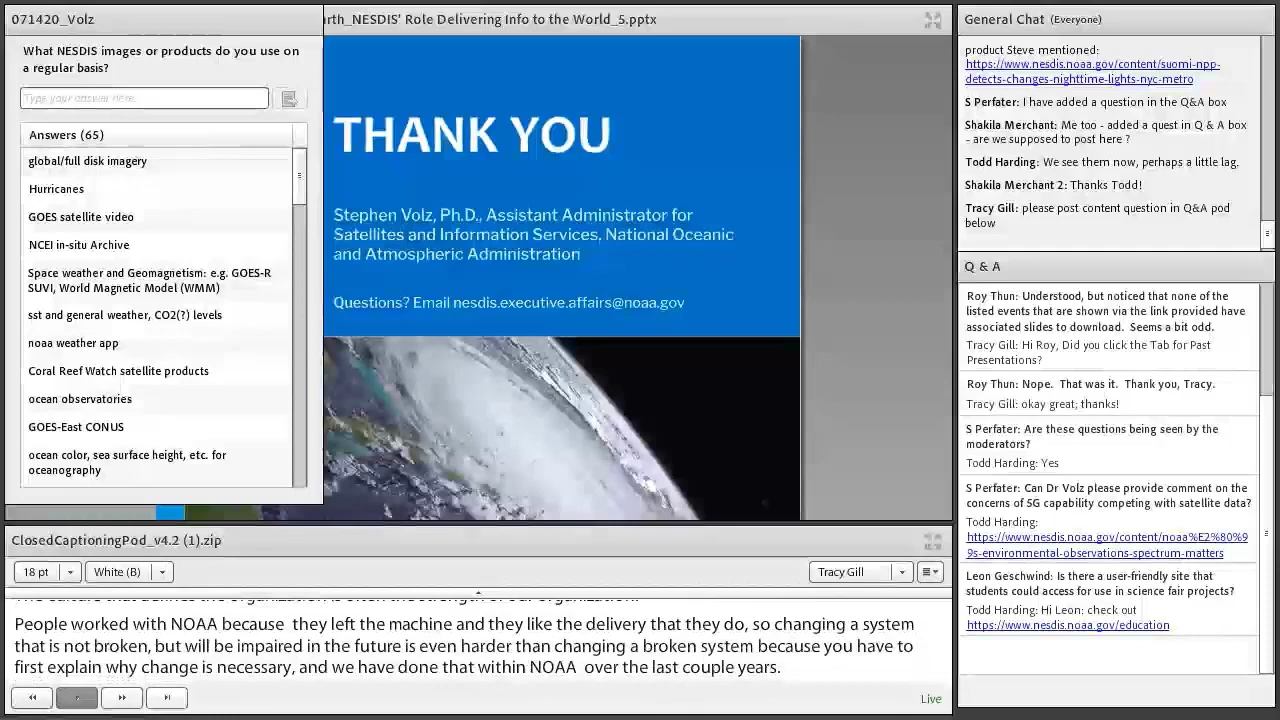 071420_Volz
What NESDIS images or products do you use on
a regular basis?
Type your answer here.
Answers (65)
global/full disk imagery
Hurricanes
GOES satellite video
NCEI in-situ Archive
Space weather and Geomagnetism: e.g. GOES-R
SUVI, World Magnetic Model (WMM)
sst and general weather, CO2(?) levels
noaa weather app
Coral Reef Watch satellite products
ocean observatories
GOES-East CONUS
ocean color, sea surface height, etc. for
oceanography
rth_NESDIS' Role Delivering Info to the World_5.pptx
THANK YOU
Stephen Volz, Ph.D., Assistant Administrator for
Satellites and Information Services, National Oceanic
and Atmospheric Administration
Questions? Email nesdis.executive.affairs@noaa.gov
ClosedCaptioningPod_v4.2 (1).zip
18 pt
White (B)
Tracy Gill
The culture that defines the organization is often the strength of our organization.
People worked with NOAA because they left the machine and they like the delivery that they do, so changing a system
that is not broken, but will be impaired in the future is even harder than changing a broken system because you have to
first explain why change is necessary, and we have done that within NOAA over the last couple years.
Live
General Chat (Everyone)
product Steve mentioned:
https://www.nesdis.noaa.gov/content/suomi-npp-
detects-changes-nighttime-lights-nyc-metro
S Perfater: I have added a question in the Q&A box
Shakila Merchant: Me too - added a quest in Q & A box
- are we supposed to post here ?
Todd Harding: We see them now, perhaps a little lag.
Shakila Merchant 2: Thanks Todd!
Tracy Gill: please post content question in Q&A pod
below
Q & A
Roy Thun: Understood, but noticed that none of the
listed events that are shown via the link provided have
associated slides to download. Seems a bit odd.
Tracy Gill: Hi Roy, Did you click the Tab for Past
Presentations?
Roy Thun: Nope. That was it. Thank you, Tracy.
Tracy Gill: okay great; thanks!
S Perfater: Are these questions being seen by the
moderators?
Todd Harding: Yes
S Perfater: Can Dr Volz please provide comment on the
concerns of 5G capability competing with satellite data?
Todd Harding:
https://www.nesdis.noaa.gov/content/noaa%E2%80%9
9s-environmental-observations-spectrum-matters
Leon Geschwind: Is there a user-friendly site that
students could access for use in science fair projects?
Todd Harding: Hi Leon: check out
https://www.nesdis.noaa.gov/education